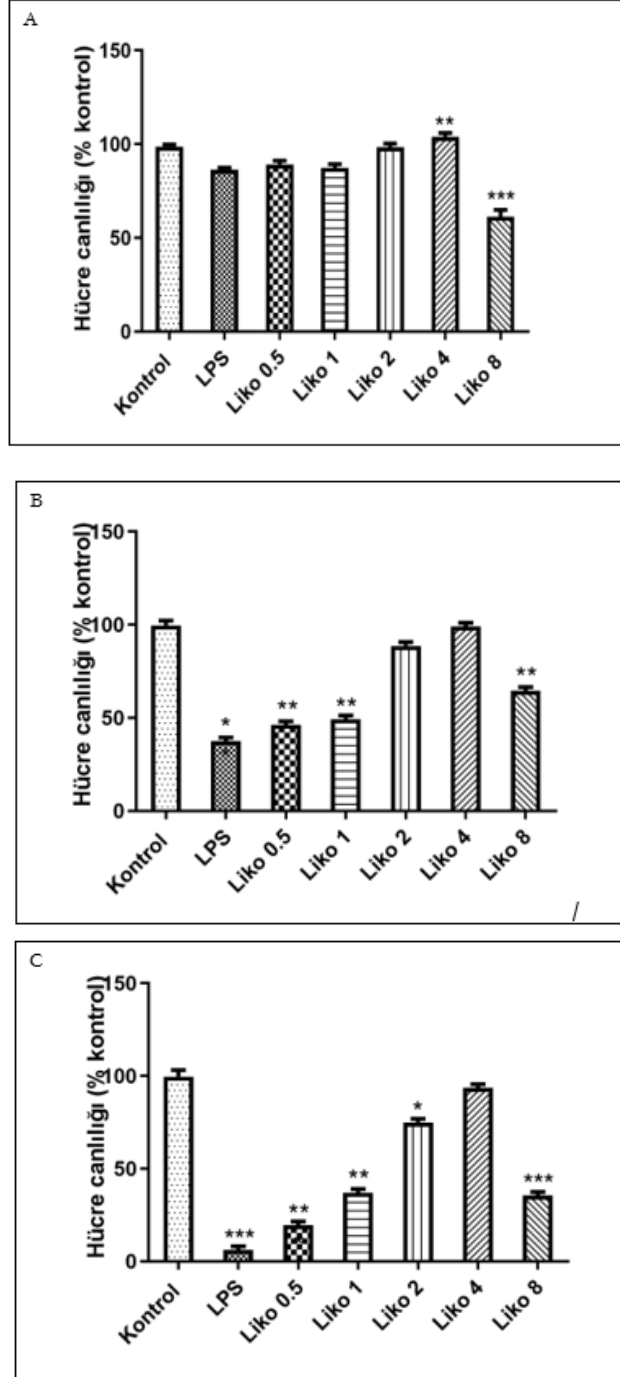 A
Hücre canlılığı (% kontrol)
150
100
50
0
**
***
Kontrol
LPS
Liko 0.5
Liko 1
Liko 2
Liko 4
Liko 8
B
Hücre canlılığı (% kontrol)
150
100
50
0
*
**
**
**
Kontrol
LPS
Liko 0.5
Liko 1
Liko 2
Liko 4
Liko 8
/
C
Hücre canlılığı (% kontrol)
150
100
50
0
***
**
**
*
***
Kontrol
LPS
Liko 0.5
Liko 1
Liko 2
Liko 4
Liko 8